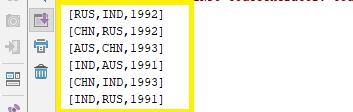 [RUS,IND,1992]
[CHN,RUS,1992]
[AUS,CHN,1993]
[IND,AUS,1991]
[CHN,IND,1993]
[IND,RUS,1991]